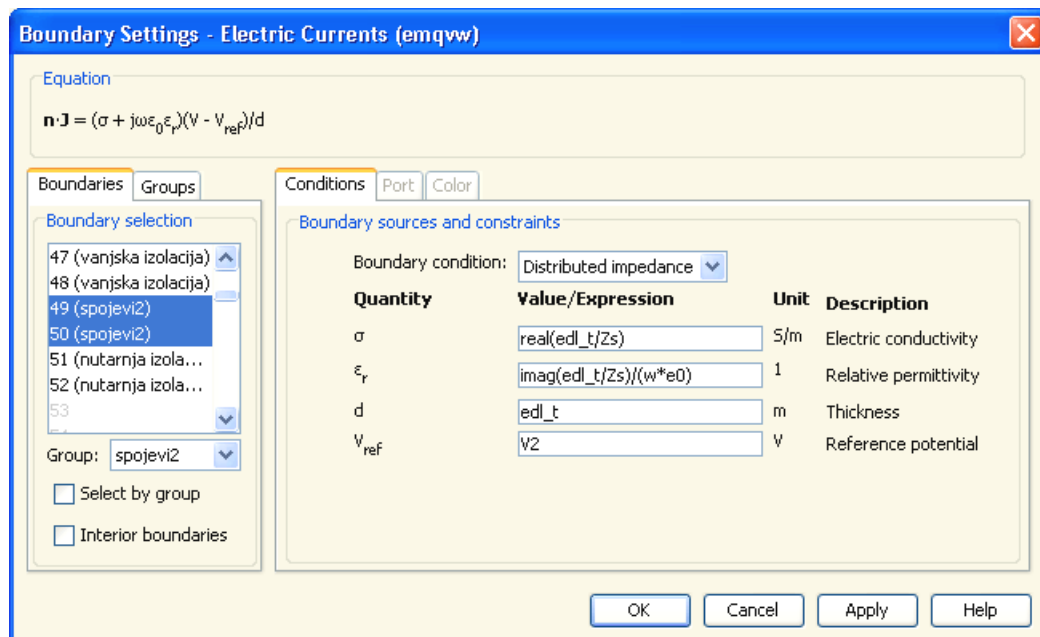 Boundary Settings - Electric Currents (emqvw)
Equation
n·J = (σ + jωε₀εᵣ)(V - V_ref)/d
Boundaries Groups
Boundary selection
47 (vanjska izolacija)
48 (vanjska izolacija)
49 (spojevi2)
50 (spojevi2)
51 (nutarnja izola...
52 (nutarnja izola...
53
Group: spojevi2
Select by group
Interior boundaries
Conditions Port Color
Boundary sources and constraints
Boundary condition: Distributed impedance
Quantity Value/Expression Unit Description
σ real(edl_t/Zs) S/m Electric conductivity
εᵣ imag(edl_t/Zs)/(w*e0) 1 Relative permittivity
d edl_t m Thickness
V_ref V2 V Reference potential
OK Cancel Apply Help